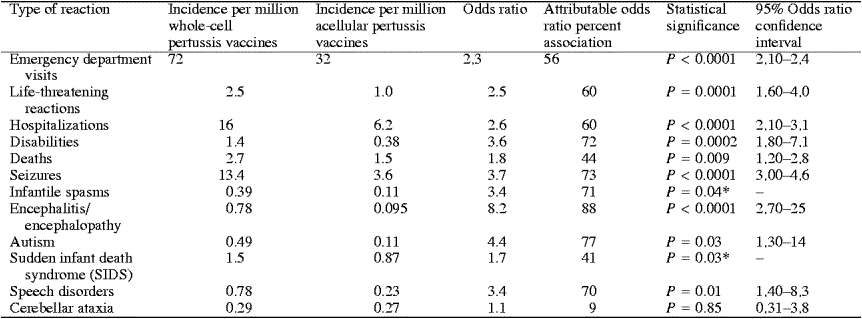 Type of reaction Incidence per million Incidence per million Odds ratio Attributable odds Statistical 95% Odds ratio
whole-cell acellular pertussis ratio percent significance confidence
pertussis vaccines vaccines association interval
Emergency department 72 32 2,3 56 P < 0.0001 2,10–2,4
visits
Life-threatening 2.5 1.0 2.5 60 P = 0.0001 1.60–4,0
reactions
Hospitalizations 16 6.2 2.6 60 P < 0.0001 2,10–3,1
Disabilities 1.4 0.38 3.6 72 P = 0.0002 1.80–7.1
Deaths 2.7 1.5 1.8 44 P = 0.009 1,20–2.8
Seizures 13.4 3.6 3.7 73 P < 0.0001 3,00–4,6
Infantile spasms 0.39 0.11 3.4 71 P = 0.04* –
Encephalitis/ 0.78 0.095 8.2 88 P < 0.0001 2,70–25
encephalopathy
Autism 0.49 0.11 4.4 77 P = 0.03 1,30–14
Sudden infant death 1.5 0.87 1.7 41 P = 0.03* –
syndrome (SIDS)
Speech disorders 0.78 0.23 3.4 70 P = 0.01 1,40–8,3
Cerebellar ataxia 0.29 0.27 1.1 9 P = 0.85 0,31–3.8